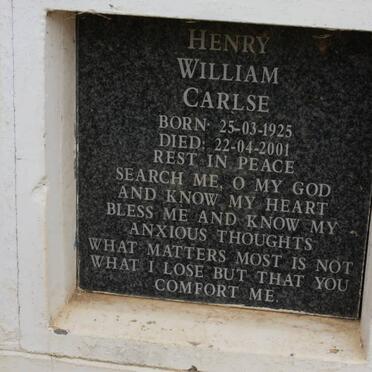 HENRY
WILLIAM
CARLSE
BORN: 25-03-1925
DIED: 22-04-2001
REST IN PEACE
SEARCH ME, O MY GOD
AND KNOW MY HEART
BLESS ME AND KNOW MY
ANXIOUS THOUGHTS
WHAT MATTERS MOST IS NOT
WHAT I LOSE BUT THAT YOU
COMFORT ME.